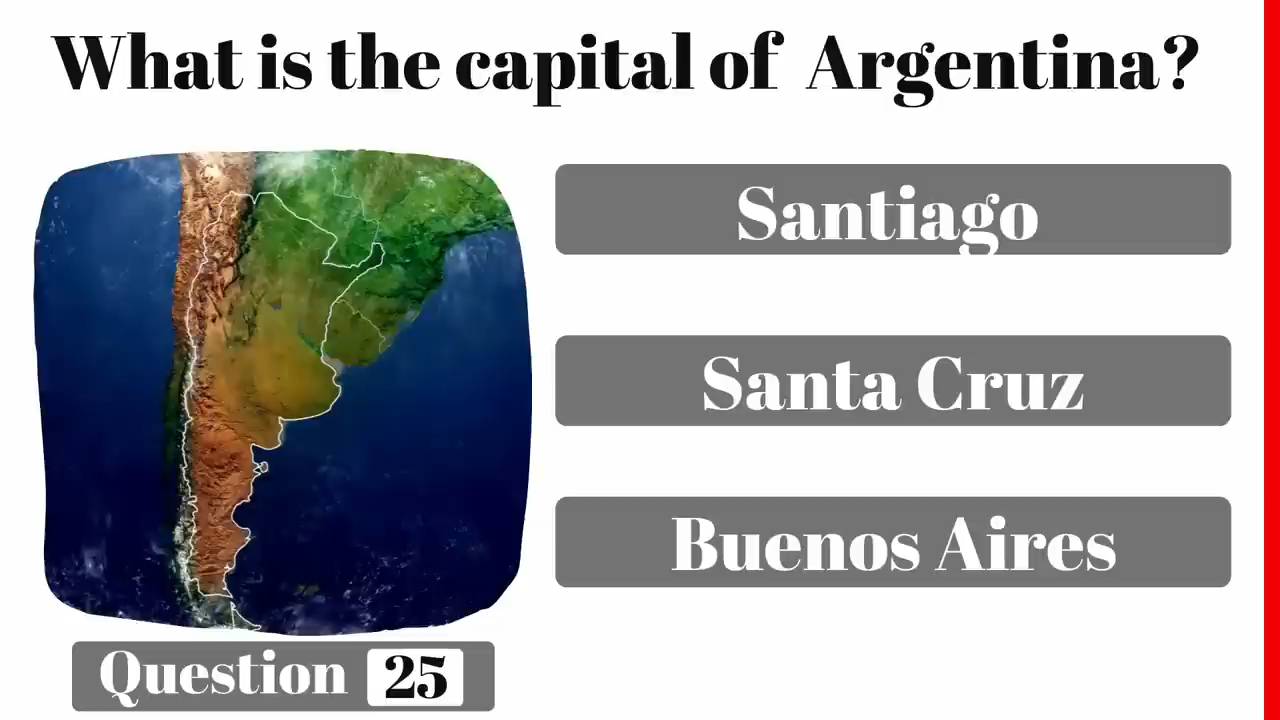 What is the capital of Argentina?
Santiago
Santa Cruz
Buenos Aires
Question 25